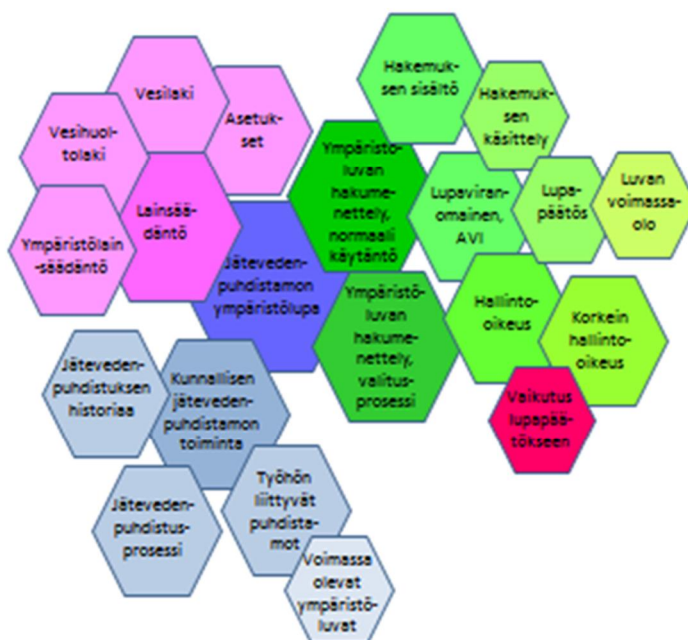 Vesilaki
Asetuk-
set
Vesihuol-
tolaki
Lainsää-
däntö
Ympäristölain
-säädäntö
Hakemuk-
sen sisältö
Hakemuk-
sen
käsittely
Ympäristö-
luvan
hakume-
nettely,
normaali
käytäntö
Lupaviran-
omainen,
AVI
Lupa-
päätös
Luvan
voimassa-
olo
Jäteveden-
puhdistamon
ympäristölupa
Ympäristö-
luvan
hakume-
nettely,
valitus-
prosessi
Hallinto-
oikeus
Korkein
hallinto-
oikeus
Vaikutus
lupapää-
tökseen
Jäteveden-
puhdistuksen
historiaa
Kunnallisen
jäteveden-
puhdistamon
toiminta
Jäteveden-
puhdistus-
prosessi
Työhön
liittyvät
puhdista-
mot
Voimassa
olevat
ympäristö-
luvat